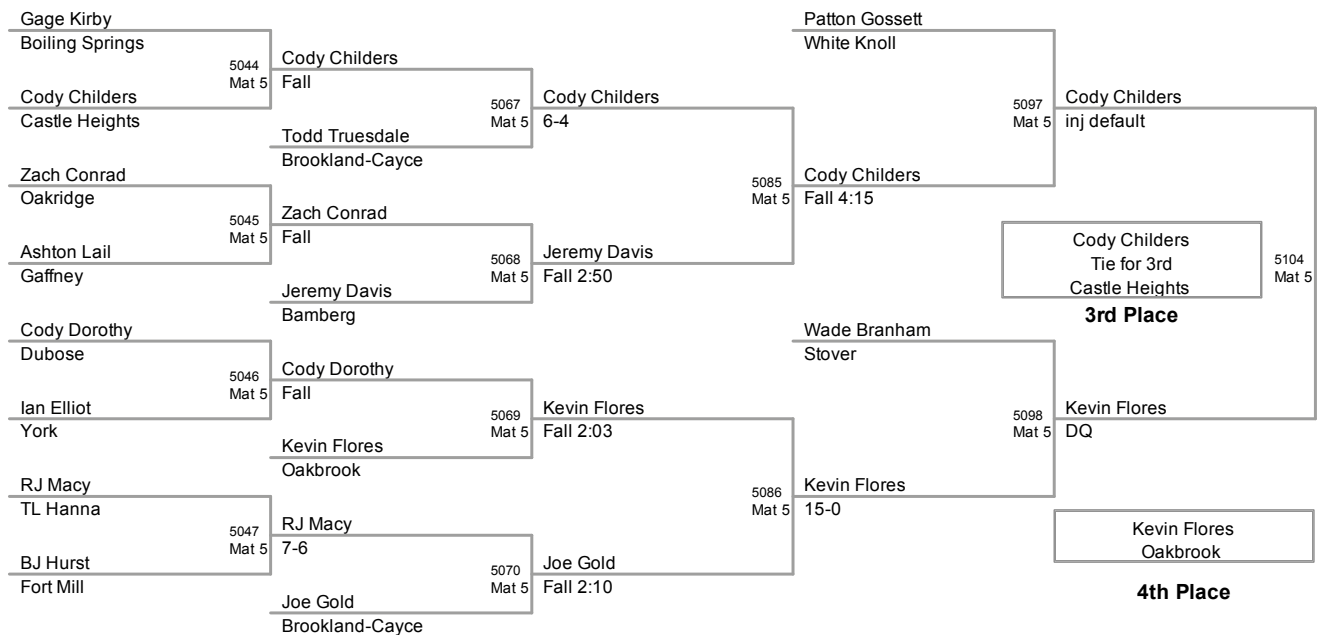 Gage Kirby
Boiling Springs
5044
Mat 5
Cody Childers
Castle Heights
Zach Conrad
Oakridge
5045
Mat 5
Ashton Lail
Gaffney
Cody Dorothy
Dubose
5046
Mat 5
Ian Elliot
York
RJ Macy
TL Hanna
5047
Mat 5
BJ Hurst
Fort Mill
Cody Childers
Fall
5067
Mat 5
Todd Truesdale
Brookland-Cayce
Zach Conrad
Fall
5068
Mat 5
Jeremy Davis
Bamberg
Cody Dorothy
Fall
5069
Mat 5
Kevin Flores
Oakbrook
RJ Macy
7-6
5070
Mat 5
Joe Gold
Brookland-Cayce
Cody Childers
6-4
5085
Mat 5
Jeremy Davis
Fall 2:50
Kevin Flores
Fall 2:03
5086
Mat 5
Joe Gold
Fall 2:10
Patton Gossett
White Knoll
5097
Mat 5
Cody Childers
Fall 4:15
Wade Branham
Stover
5098
Mat 5
Kevin Flores
15-0
Cody Childers
inj default
Cody Childers
Tie for 3rd
Castle Heights
3rd Place
5104
Mat 5
Kevin Flores
DQ
Kevin Flores
Oakbrook
4th Place